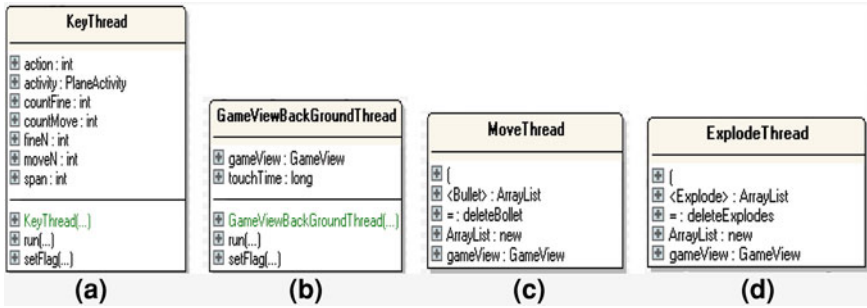 KeyThread
action : int
activity : PlaneActivity
countFine : int
countMove : int
fineN : int
moveN : int
span : int
KeyThread(...)
run(...)
setFlag(...)
(a)
GameViewBackGroundThread
gameView : GameView
touchTime : long
GameViewBackGroundThread(...)
run(...)
setFlag(...)
(b)
MoveThread
(
<Bullet> : ArrayList
= : deleteBollet
ArrayList : new
gameView : GameView
(c)
ExplodeThread
(
<Explode> : ArrayList
= : deleteExplodes
ArrayList : new
gameView : GameView
(d)